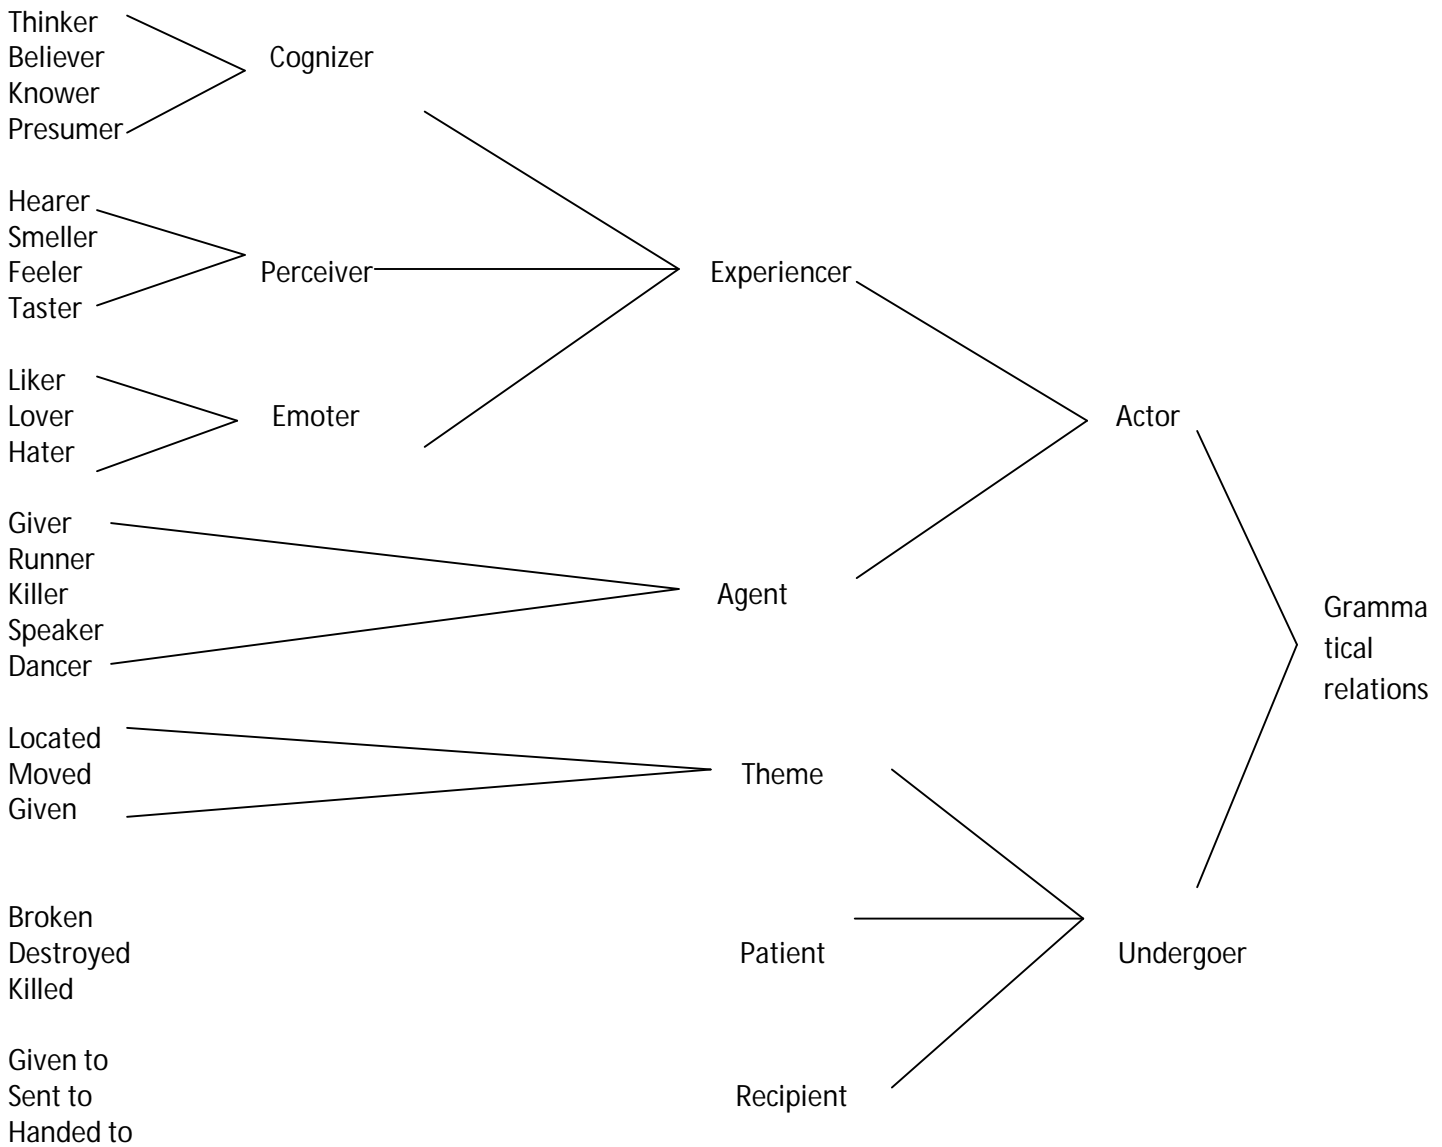 Thinker
Believer
Cognizer
Knower
Presumer
Hearer
Smeller
Feeler
Perceiver
Experiencer
Taster
Liker
Lover
Emoter
Actor
Hater
Giver
Runner
Killer
Agent
Speaker
Dancer
Gramma
tical
relations
Located
Moved
Theme
Given
Broken
Destroyed
Patient
Undergoer
Killed
Given to
Sent to
Recipient
Handed to